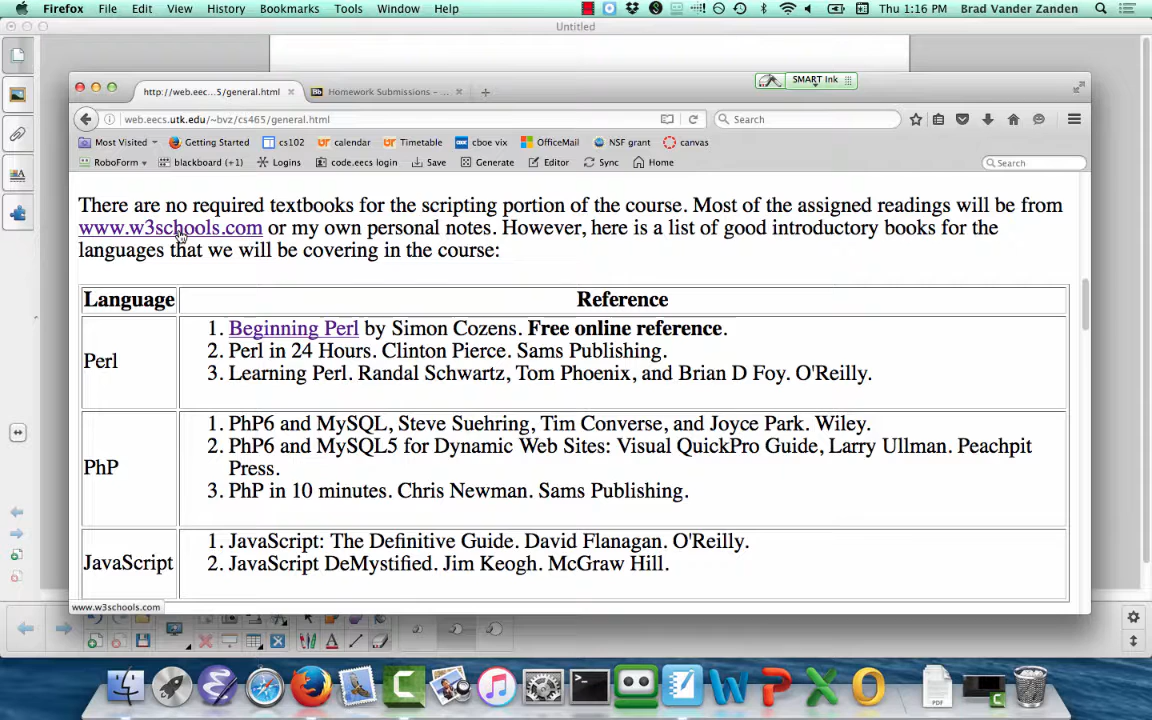 Firefox File Edit View History Bookmarks Tools Window Help Thu 1:16 PM Brad Vander Zanden
Untitled
SMART Ink
http://web.eec...5/general.html Homework Submissions – ...
web.eecs.utk.edu/~bvz/cs465/general.html Search
Most Visited Getting Started cs102 calendar Timetable cboe vix OfficeMail NSF grant canvas
RoboForm blackboard (+1) Logins code.eecs login Save Generate Editor Sync Home Search
There are no required textbooks for the scripting portion of the course. Most of the assigned readings will be from
www.w3schools.com or my own personal notes. However, here is a list of good introductory books for the
languages that we will be covering in the course:
Language Reference
Perl
1. Beginning Perl by Simon Cozens. Free online reference.
2. Perl in 24 Hours. Clinton Pierce. Sams Publishing.
3. Learning Perl. Randal Schwartz, Tom Phoenix, and Brian D Foy. O'Reilly.
PhP
1. PhP6 and MySQL, Steve Suehring, Tim Converse, and Joyce Park. Wiley.
2. PhP6 and MySQL5 for Dynamic Web Sites: Visual QuickPro Guide, Larry Ullman. Peachpit
Press.
3. PhP in 10 minutes. Chris Newman. Sams Publishing.
JavaScript
1. JavaScript: The Definitive Guide. David Flanagan. O'Reilly.
2. JavaScript DeMystified. Jim Keogh. McGraw Hill.
www.w3schools.com
PDF